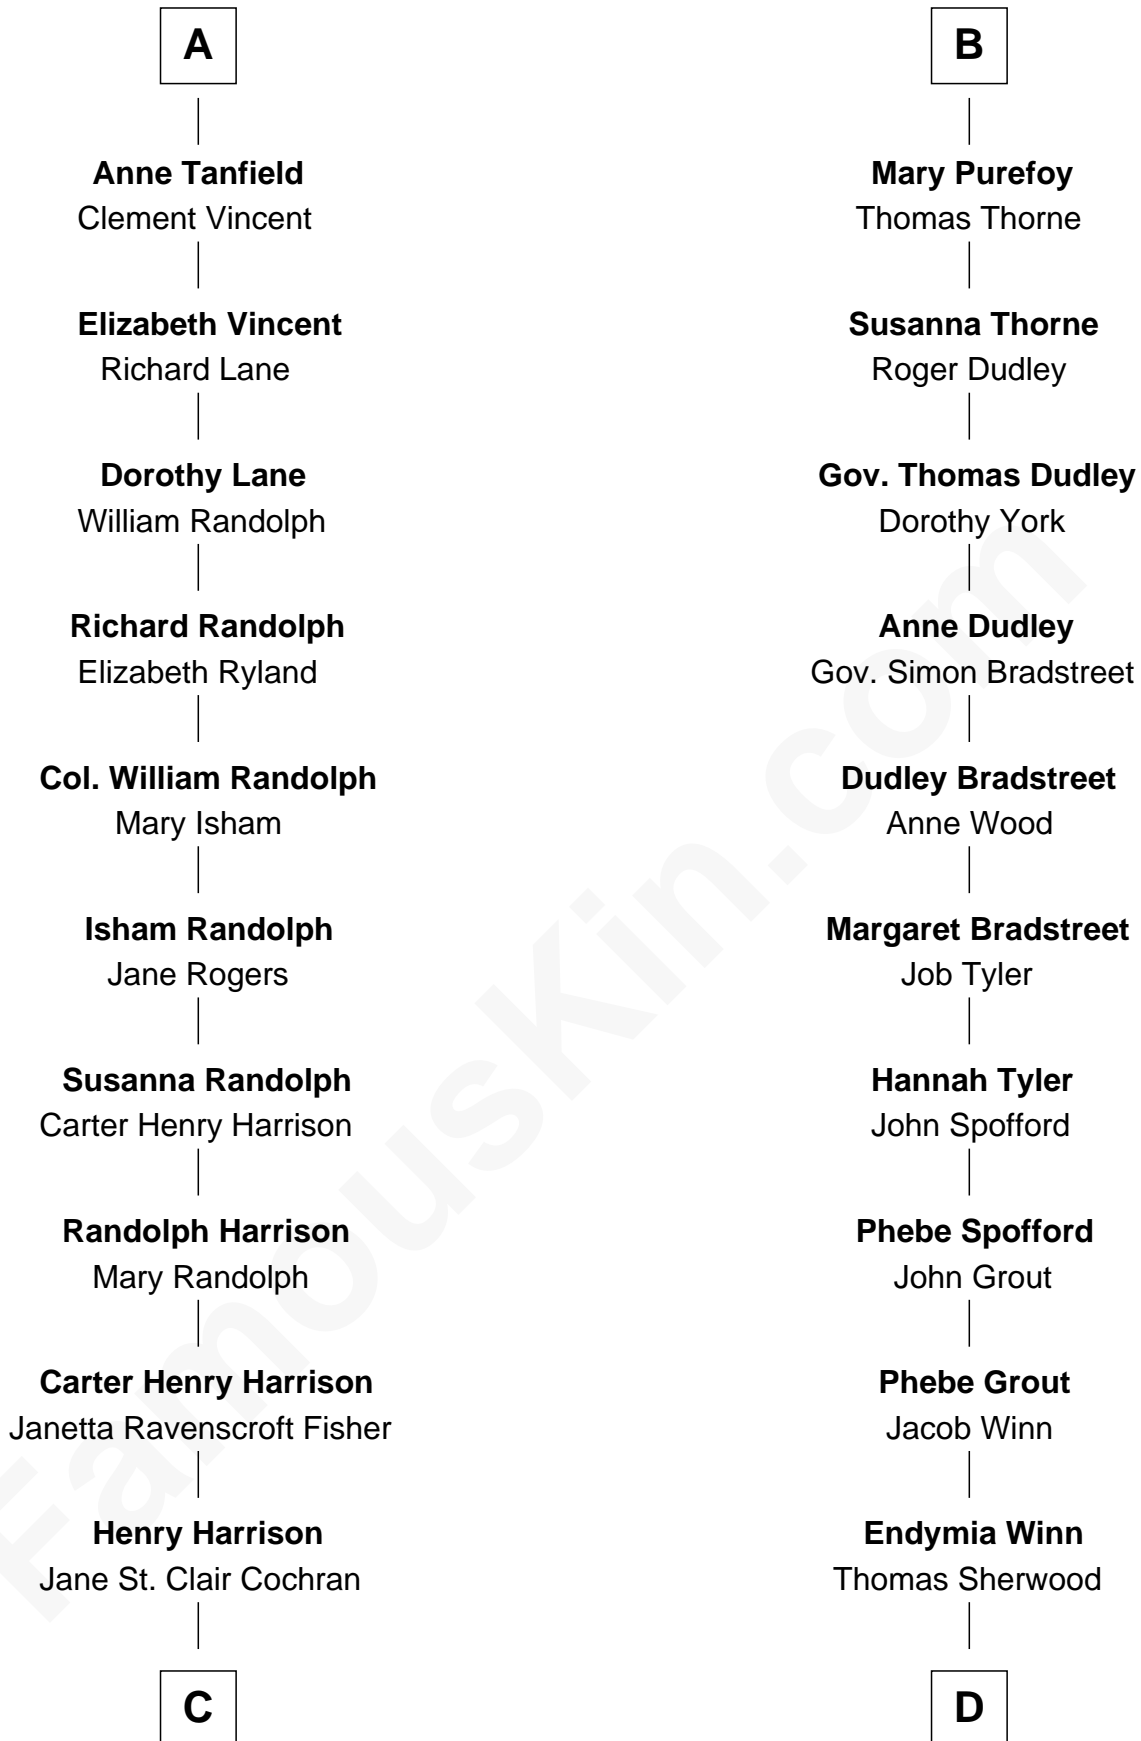 A
Anne Tanfield
Clement Vincent
Elizabeth Vincent
Richard Lane
Dorothy Lane
William Randolph
Richard Randolph
Elizabeth Ryland
Col. William Randolph
Mary Isham
Isham Randolph
Jane Rogers
Susanna Randolph
Carter Henry Harrison
Randolph Harrison
Mary Randolph
Carter Henry Harrison
Janetta Ravenscroft Fisher
Henry Harrison
Jane St. Clair Cochran
C
B
Mary Purefoy
Thomas Thorne
Susanna Thorne
Roger Dudley
Gov. Thomas Dudley
Dorothy York
Anne Dudley
Gov. Simon Bradstreet
Dudley Bradstreet
Anne Wood
Margaret Bradstreet
Job Tyler
Hannah Tyler
John Spofford
Phebe Spofford
John Grout
Phebe Grout
Jacob Winn
Endymia Winn
Thomas Sherwood
D
FamousKin.com